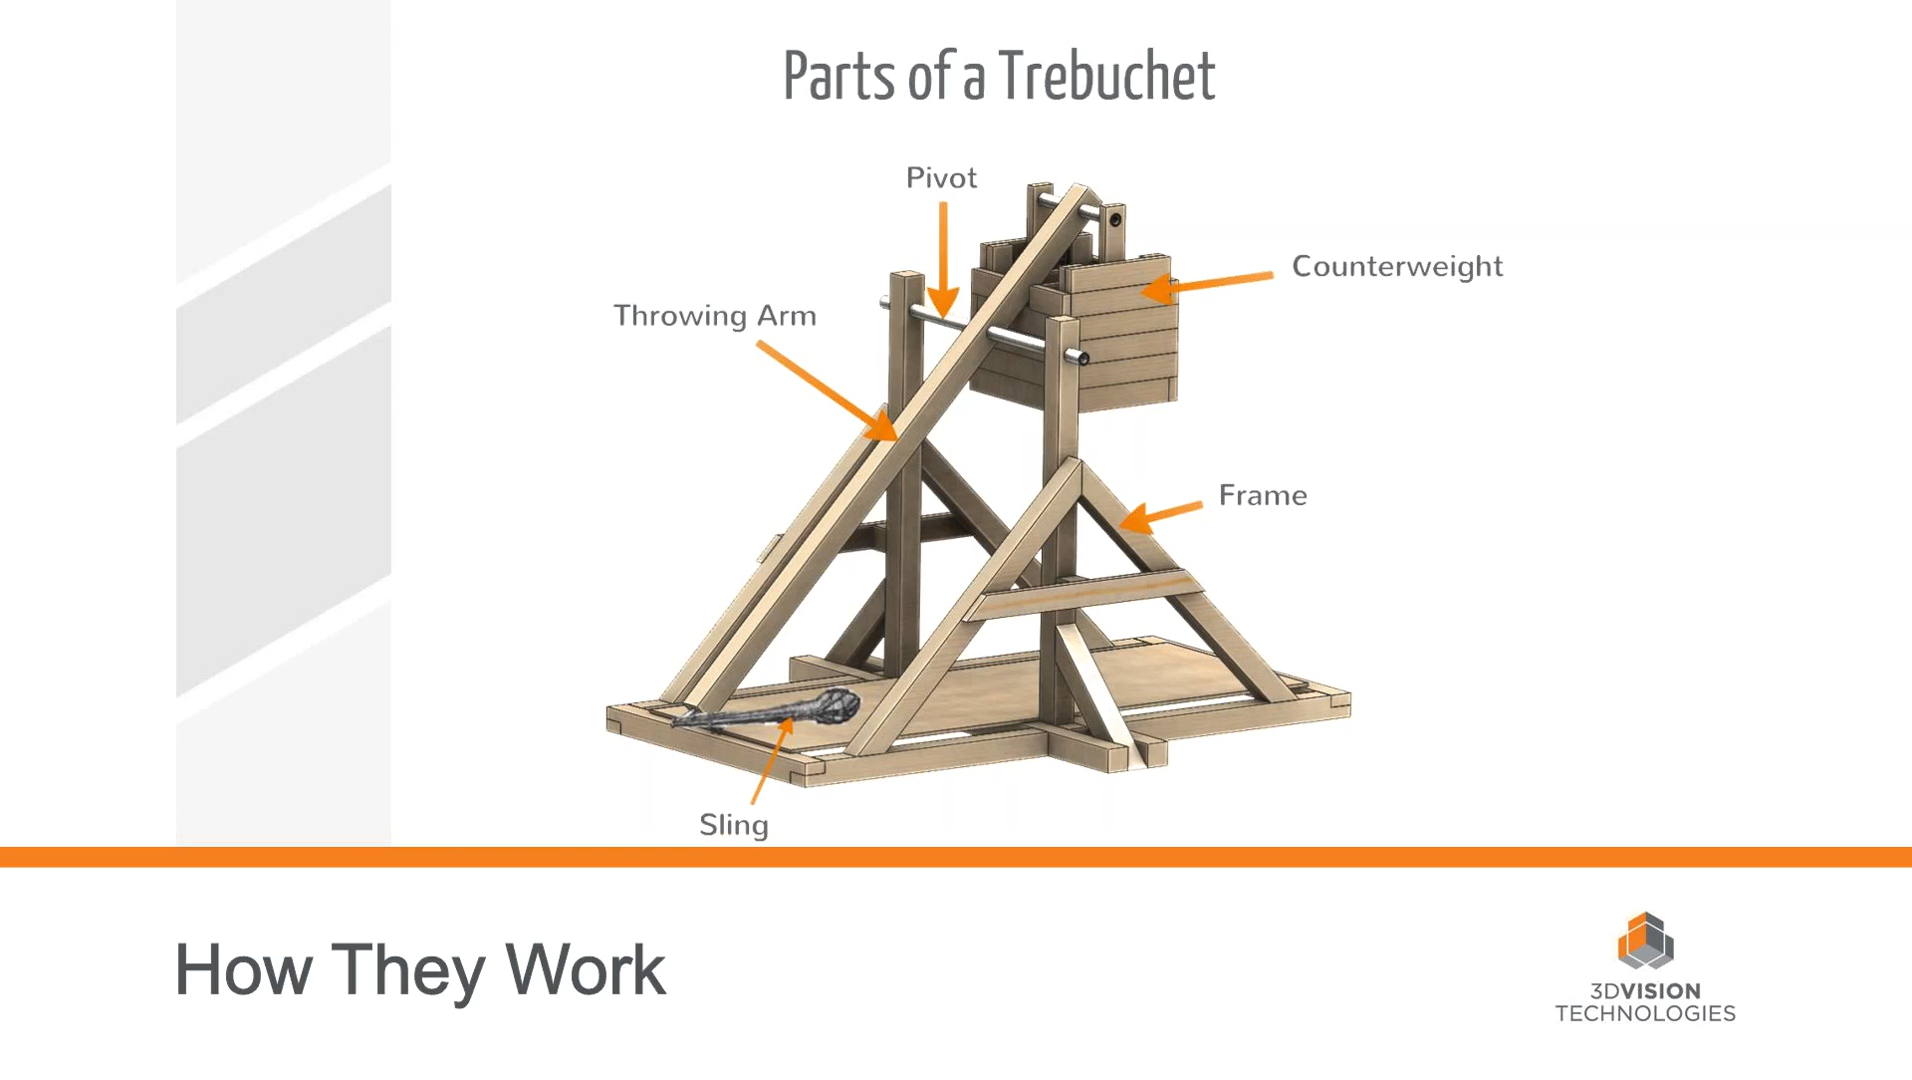 Parts of a Trebuchet
Pivot
Counterweight
Throwing Arm
Frame
Sling
How They Work
3DVISION
TECHNOLOGIES